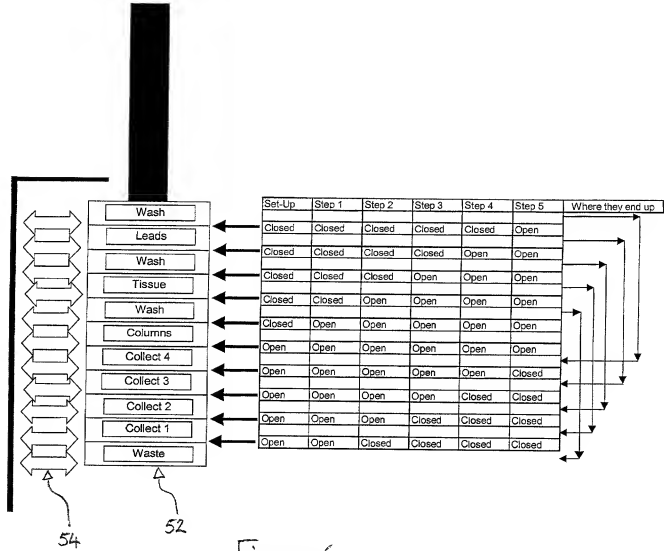 Wash
Leads
Wash
Tissue
Wash
Columns
Collect 4
Collect 3
Collect 2
Collect 1
Waste
54
52
Set-Up Step 1 Step 2 Step 3 Step 4 Step 5 Where they end up
Closed Closed Closed Closed Closed Open
Closed Closed Closed Closed Open Open
Closed Closed Closed Open Open Open
Closed Closed Open Open Open Open
Closed Open Open Open Open Open
Open Open Open Open Open Open
Open Open Open Open Open Closed
Open Open Open Open Closed Closed
Open Open Open Closed Closed Closed
Open Open Closed Closed Closed Closed